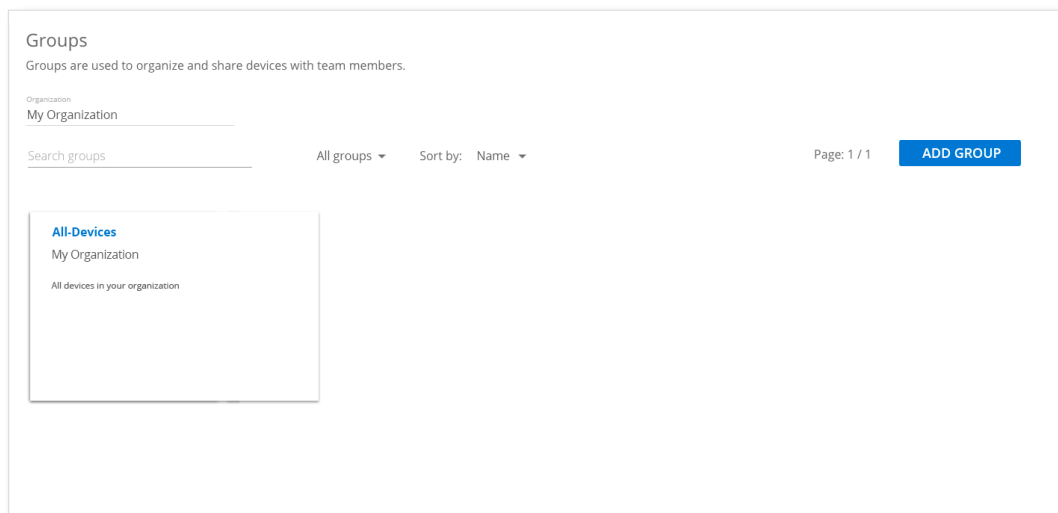 Groups
Groups are used to organize and share devices with team members.
Organization
My Organization
Search groups
All groups
Sort by: Name
Page: 1 / 1
ADD GROUP
All-Devices
My Organization
All devices in your organization